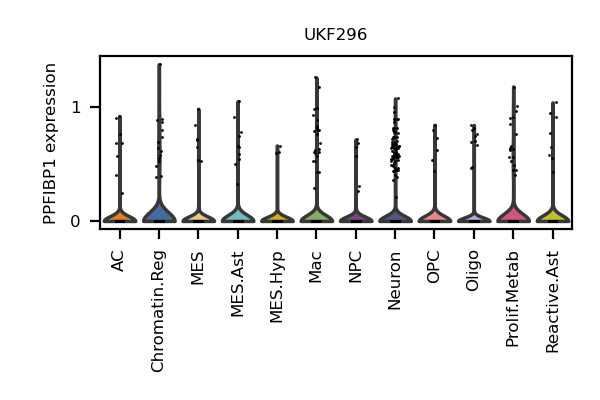 UKF296
PPFIBP1 expression
1
0
AC
Chromatin.Reg
MES
MES.Ast
MES.Hyp
Mac
NPC
Neuron
OPC
Oligo
Prolif.Metab
Reactive.Ast